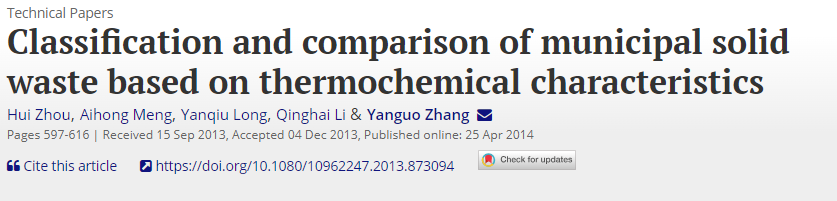 Technical Papers
Classification and comparison of municipal solid
waste based on thermochemical characteristics
Hui Zhou, Aihong Meng, Yanqiu Long, Qinghai Li & Yanguo Zhang
Pages 597-616 | Received 15 Sep 2013, Accepted 04 Dec 2013, Published online: 25 Apr 2014
Cite this article https://doi.org/10.1080/10962247.2013.873094 Check for updates